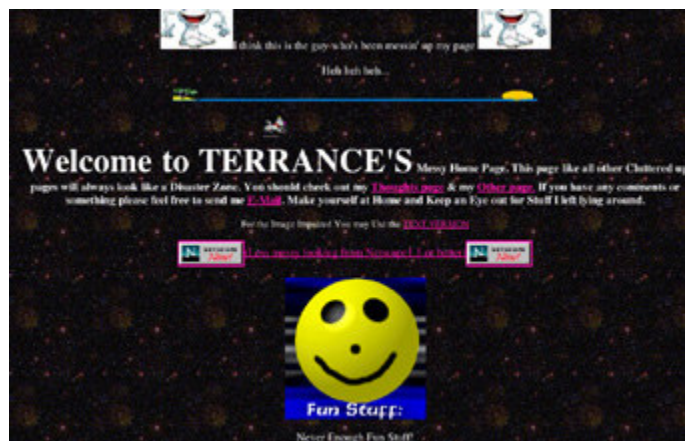 I think this is the guy who's been messin' up my page
Heh heh heh...
Welcome to TERRANCE'S Messy Home Page. This page like all other Cluttered up
pages will always look like a Disaster Zone. You should check out my Thoughts page & my Other page. If you have any comments or
something please feel free to send me E-Mail. Make yourself at Home and Keep an Eye out for Stuff I left lying around.
For the Image Impaired You may Use the TEXT VERSION
NETSCAPE Now! Less messy looking from Netscape1.1 or better NETSCAPE Now!
Fun Stuff:
Never Enough Fun Stuff!